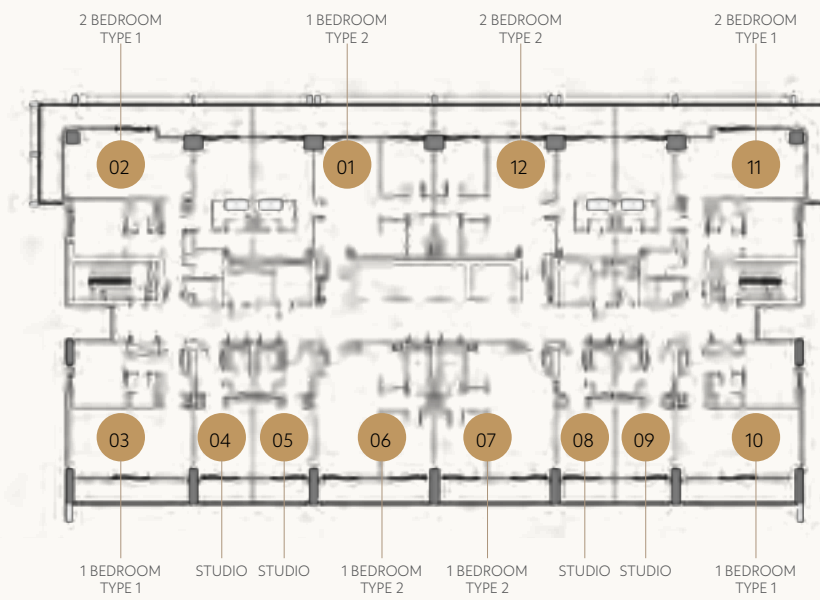 2 BEDROOM
TYPE 1
1 BEDROOM
TYPE 2
2 BEDROOM
TYPE 2
2 BEDROOM
TYPE 1
02
01
12
11
03
04
05
06
07
08
09
10
1 BEDROOM
TYPE 1
STUDIO
STUDIO
1 BEDROOM
TYPE 2
1 BEDROOM
TYPE 2
STUDIO
STUDIO
1 BEDROOM
TYPE 1